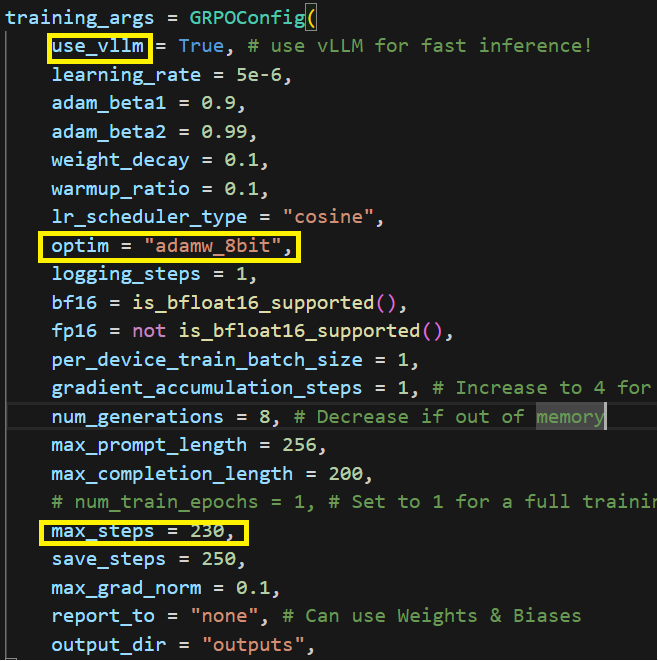 training_args = GRPOConfig(
use_vllm = True, # use vLLM for fast inference!
learning_rate = 5e-6,
adam_beta1 = 0.9,
adam_beta2 = 0.99,
weight_decay = 0.1,
warmup_ratio = 0.1,
lr_scheduler_type = "cosine",
optim = "adamw_8bit",
logging_steps = 1,
bf16 = is_bfloat16_supported(),
fp16 = not is_bfloat16_supported(),
per_device_train_batch_size = 1,
gradient_accumulation_steps = 1, # Increase to 4 for
num_generations = 8, # Decrease if out of memory
max_prompt_length = 256,
max_completion_length = 200,
# num_train_epochs = 1, # Set to 1 for a full trainin
max_steps = 230,
save_steps = 250,
max_grad_norm = 0.1,
report_to = "none", # Can use Weights & Biases
output_dir = "outputs",